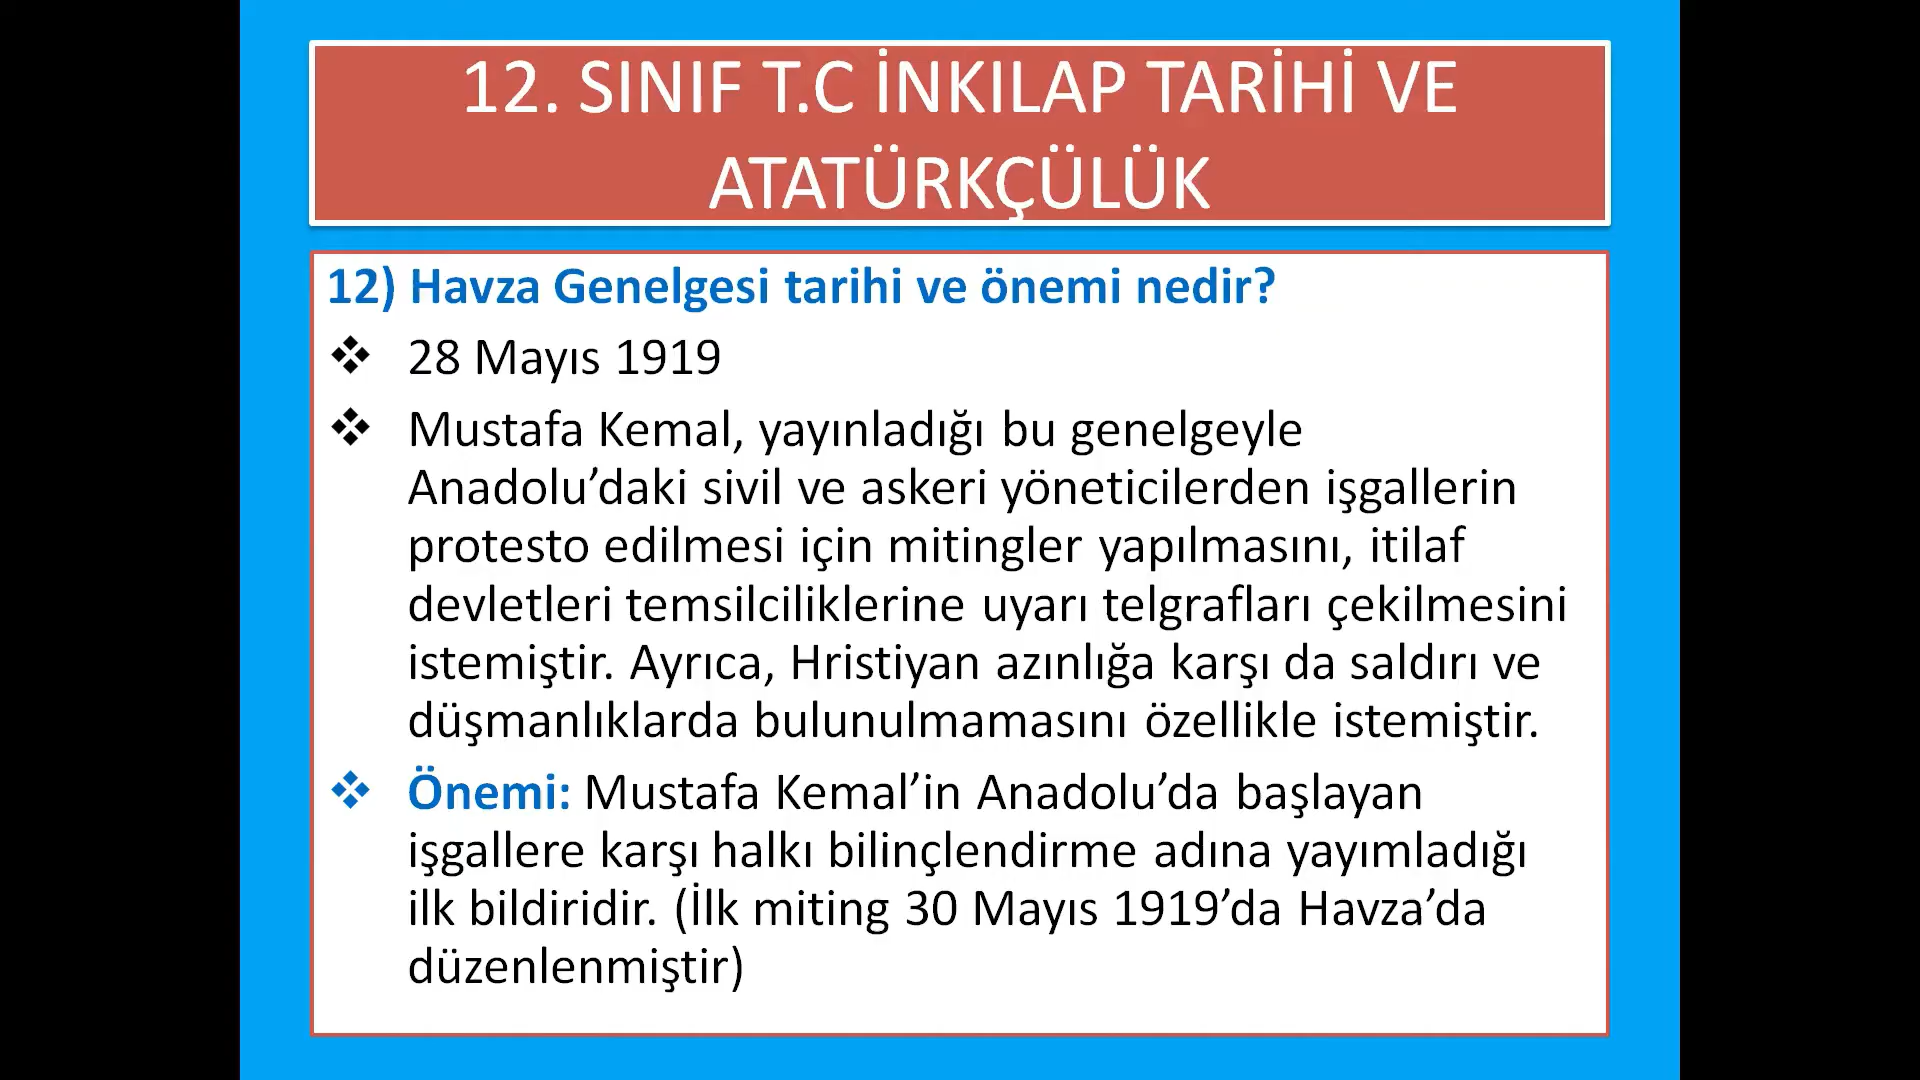 12. SINIF T.C İNKILAP TARİHİ VE
ATATÜRKÇÜLÜK
12) Havza Genelgesi tarihi ve önemi nedir?
❖ 28 Mayıs 1919
❖ Mustafa Kemal, yayınladığı bu genelgeyle
Anadolu’daki sivil ve askeri yöneticilerden işgallerin
protesto edilmesi için mitingler yapılmasını, itilaf
devletleri temsilciliklerine uyarı telgrafları çekilmesini
istemiştir. Ayrıca, Hristiyan azınlığa karşı da saldırı ve
düşmanlıklarda bulunulmamasını özellikle istemiştir.
❖ Önemi: Mustafa Kemal’in Anadolu’da başlayan
işgallere karşı halkı bilinçlendirme adına yayımladığı
ilk bildiridir. (İlk miting 30 Mayıs 1919’da Havza’da
düzenlenmiştir)